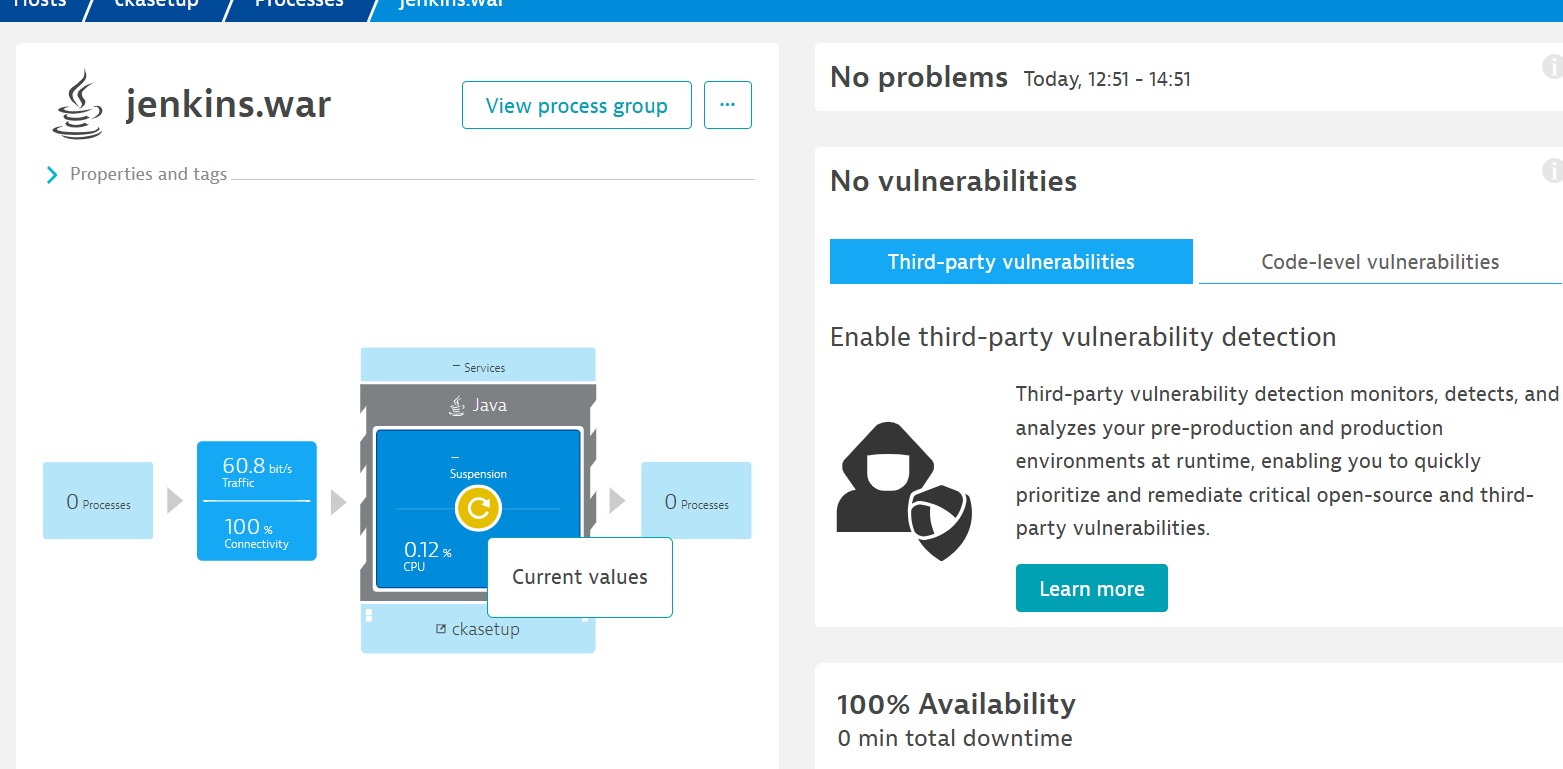 Hosts
ckasetup
Processes
jenkins.war
jenkins.war
View process group
...
Properties and tags
– Services
Java
–
Suspension
0.12 %
CPU
60.8 bit/s
Traffic
100 %
Connectivity
0 Processes
0 Processes
Current values
ckasetup
No problems Today, 12:51 - 14:51
No vulnerabilities
Third-party vulnerabilities
Code-level vulnerabilities
Enable third-party vulnerability detection
Third-party vulnerability detection monitors, detects, and
analyzes your pre-production and production
environments at runtime, enabling you to quickly
prioritize and remediate critical open-source and third-
party vulnerabilities.
Learn more
100% Availability
0 min total downtime